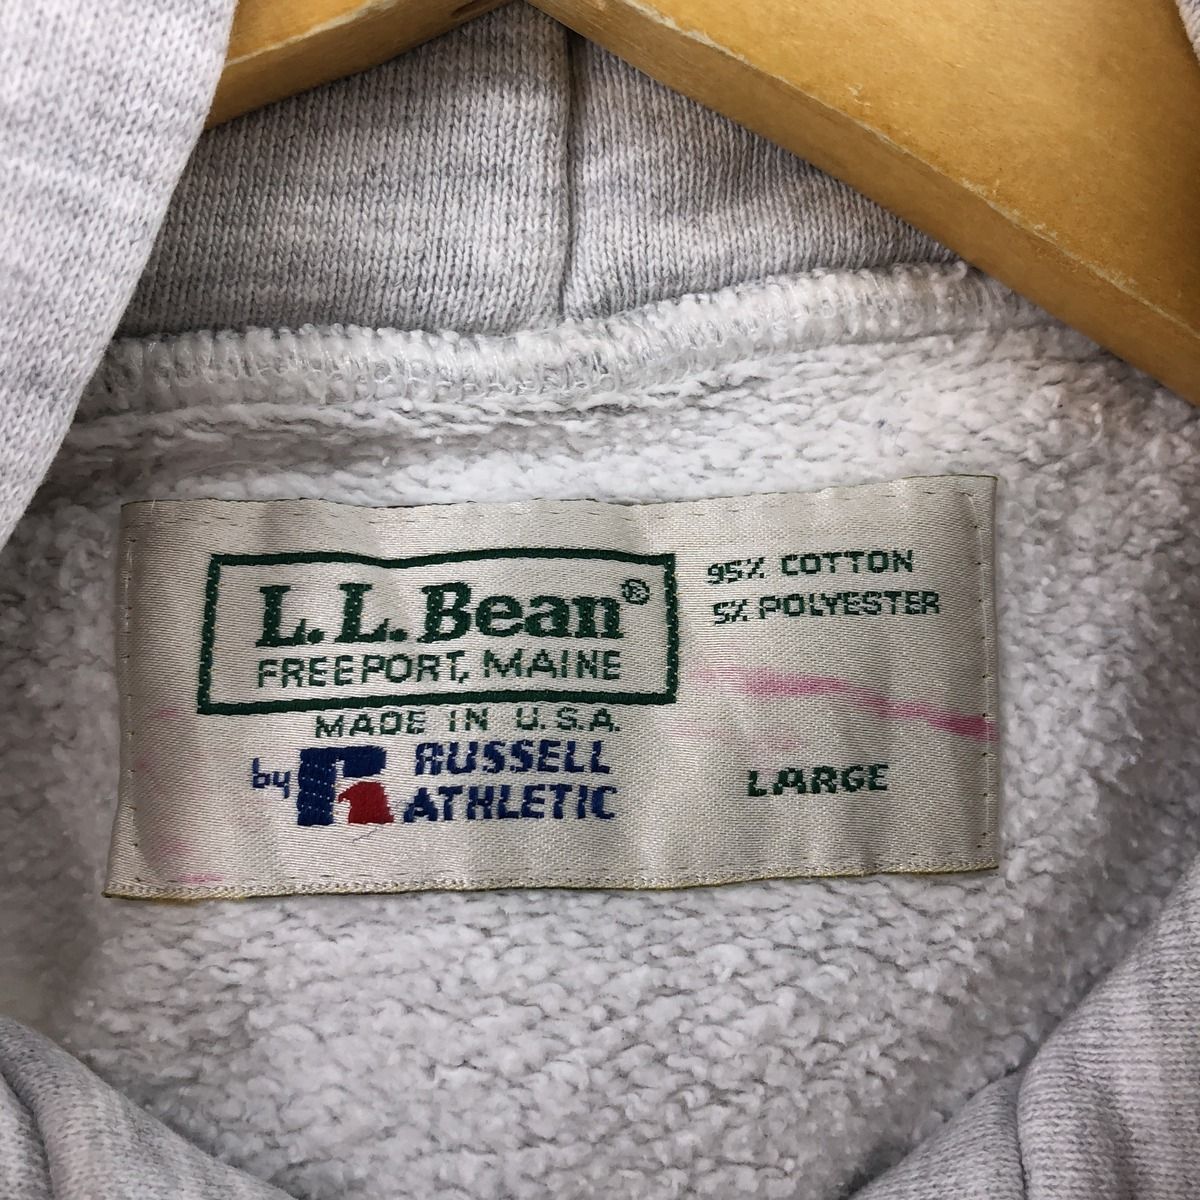 L.L.Bean®
FREEPORT, MAINE
MADE IN U.S.A.
by RUSSELL
ATHLETIC
95% COTTON
5% POLYESTER
LARGE